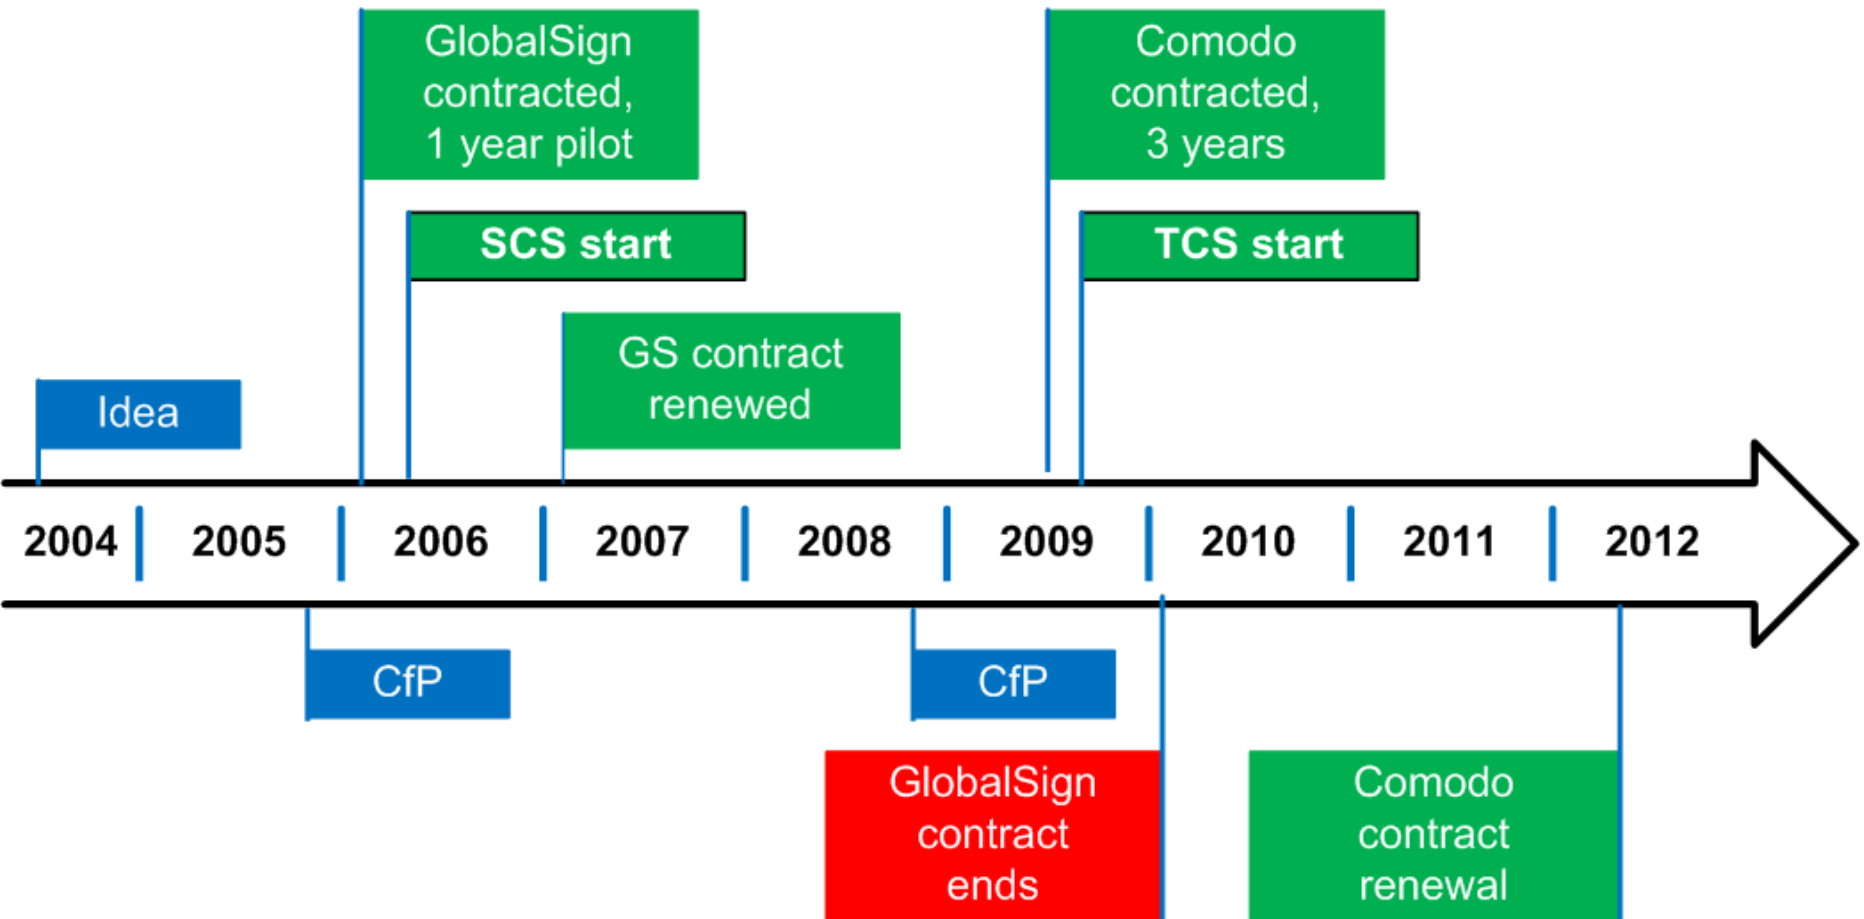 GlobalSign
contracted,
1 year pilot
Comodo
contracted,
3 years
SCS start
TCS start
GS contract
renewed
Idea
2004 2005 2006 2007 2008 2009 2010 2011 2012
CfP
CfP
GlobalSign
contract
ends
Comodo
contract
renewal